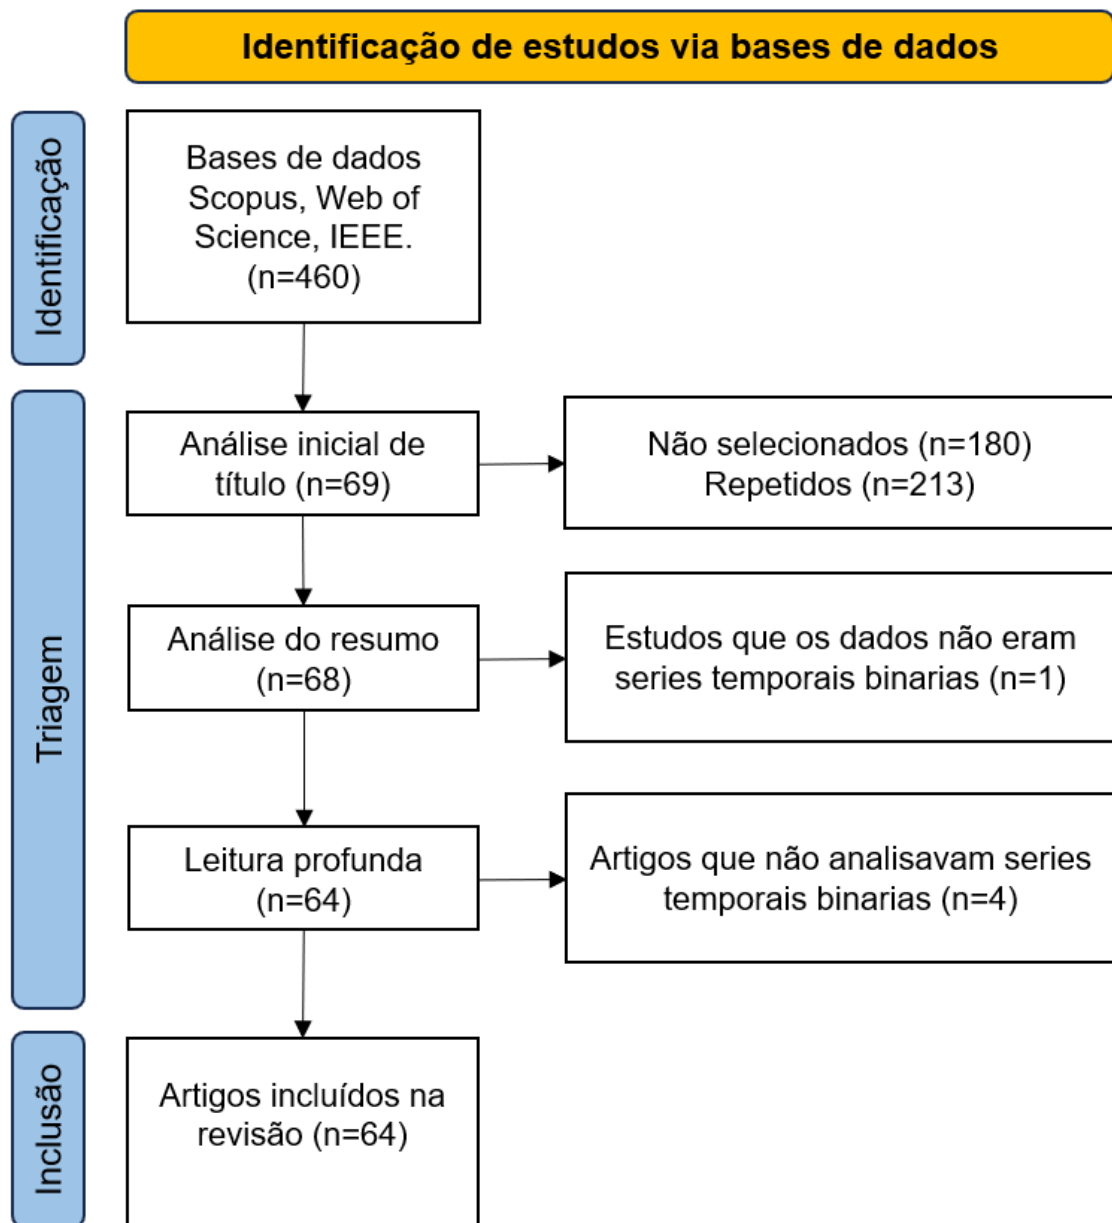 Identificação de estudos via bases de dados
Identificação
Bases de dados
Scopus, Web of
Science, IEEE.
(n=460)
Triagem
Análise inicial de
título (n=69)
Não selecionados (n=180)
Repetidos (n=213)
Análise do resumo
(n=68)
Estudos que os dados não eram
series temporais binarias (n=1)
Leitura profunda
(n=64)
Artigos que não analisavam series
temporais binarias (n=4)
Inclusão
Artigos incluídos na
revisão (n=64)